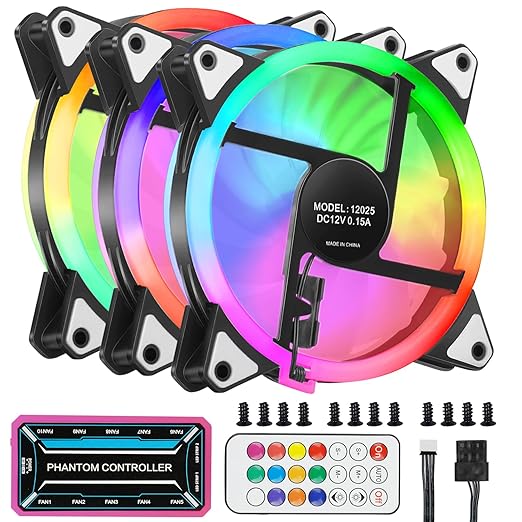 MODEL: 12025
DC12V 0.15A
MADE IN CHINA
FAN10 FAN9 FAN8 FAN7 FAN6
PHANTOM CONTROLLER
FAN1 FAN2 FAN3 FAN4 FAN5
S- S+ On
M- M+ AUTO
Off